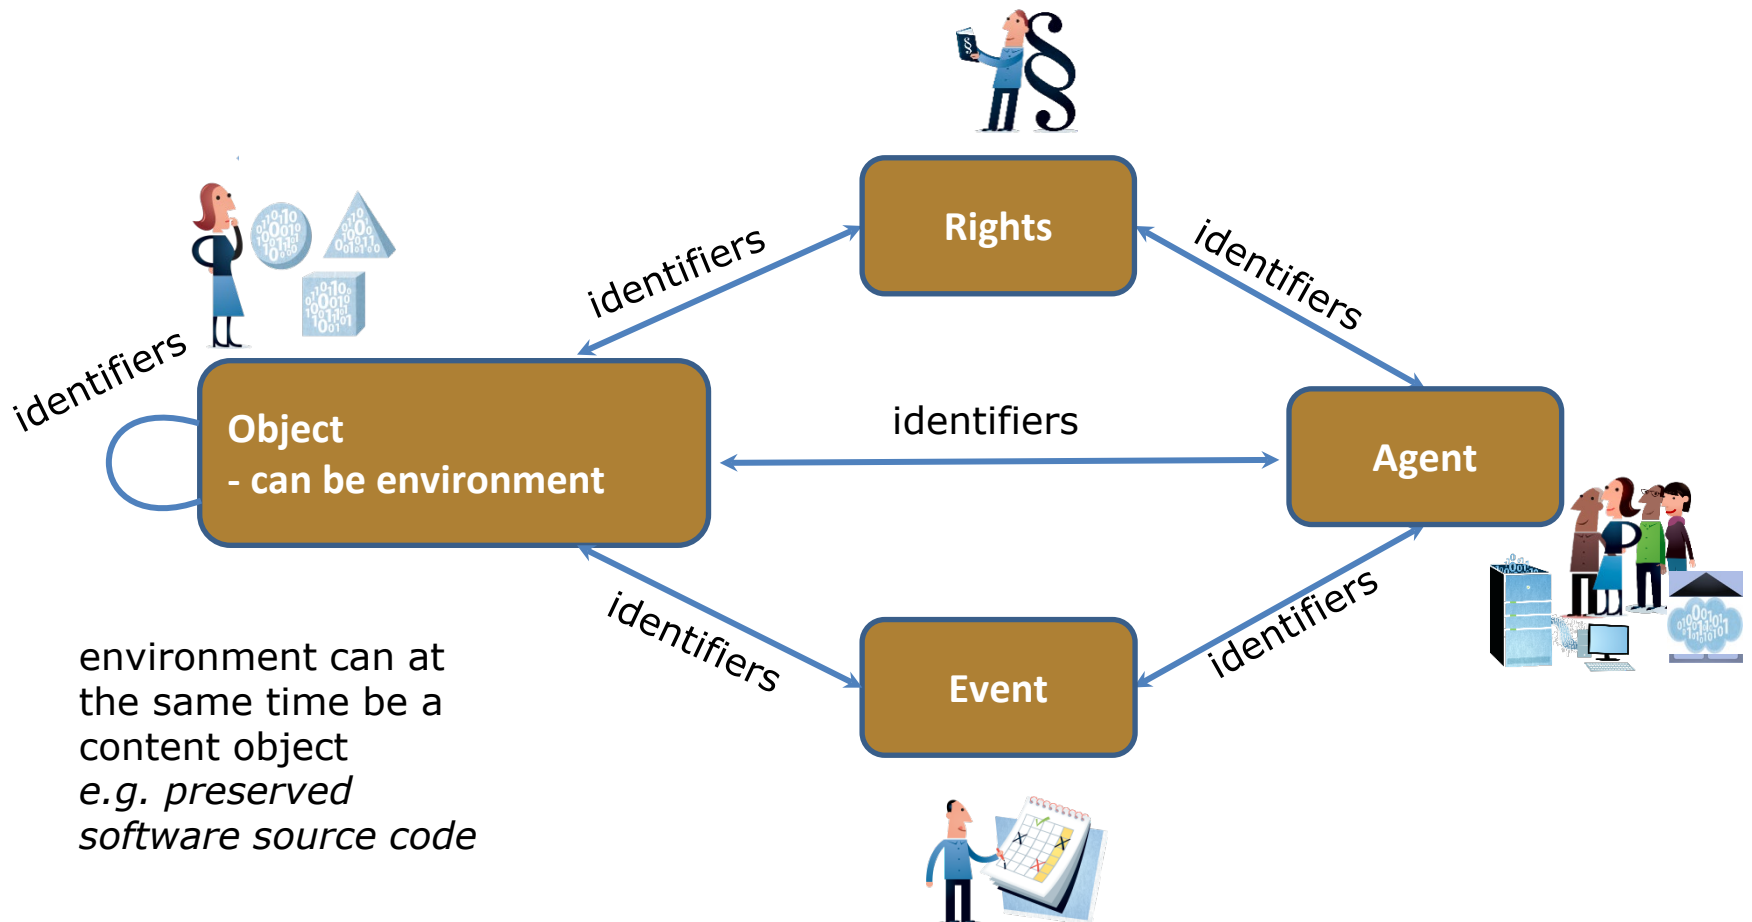 §
§
Rights
identifiers
identifiers
identifiers
Object
- can be environment
identifiers
Agent
identifiers
identifiers
Event
environment can at
the same time be a
content object
e.g. preserved
software source code